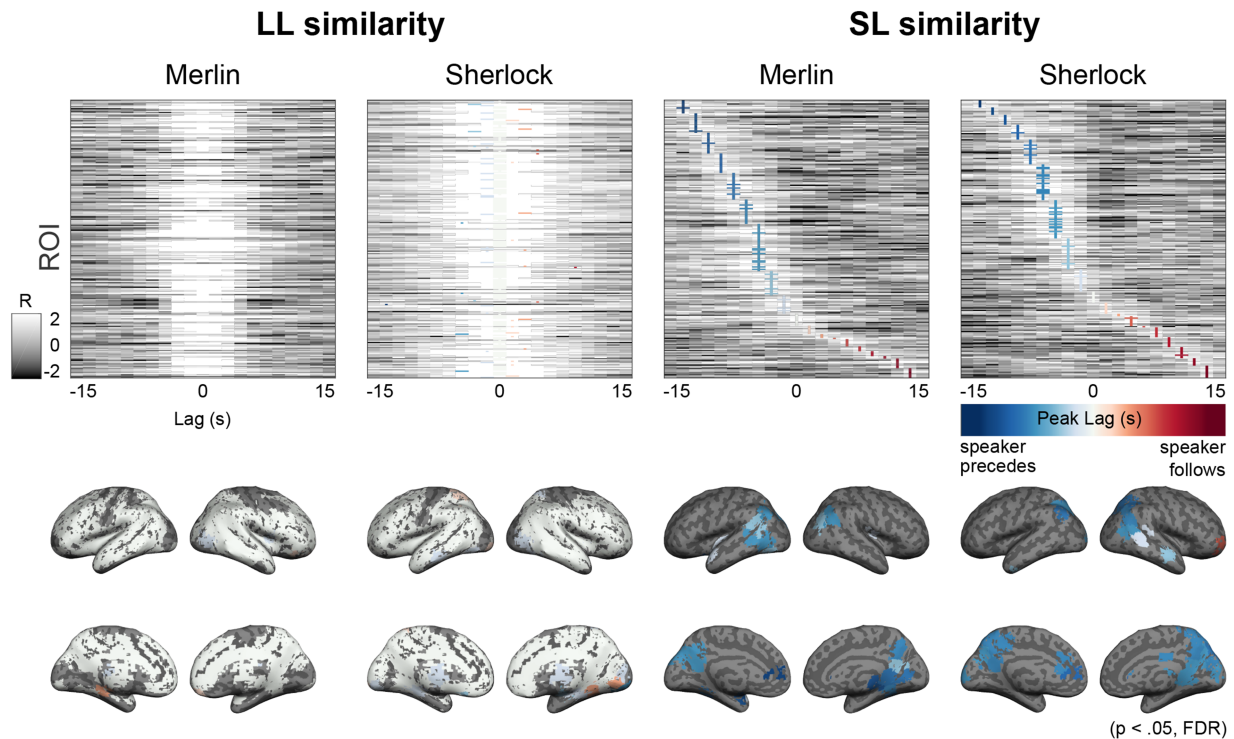 LL similarity SL similarity
Merlin Sherlock Merlin Sherlock
ROI
R
2
0
-2
-15 0 15 -15 0 15 -15 0 15 -15 0 15
Lag (s)
Peak Lag (s)
speaker precedes
speaker follows
(p < .05, FDR)